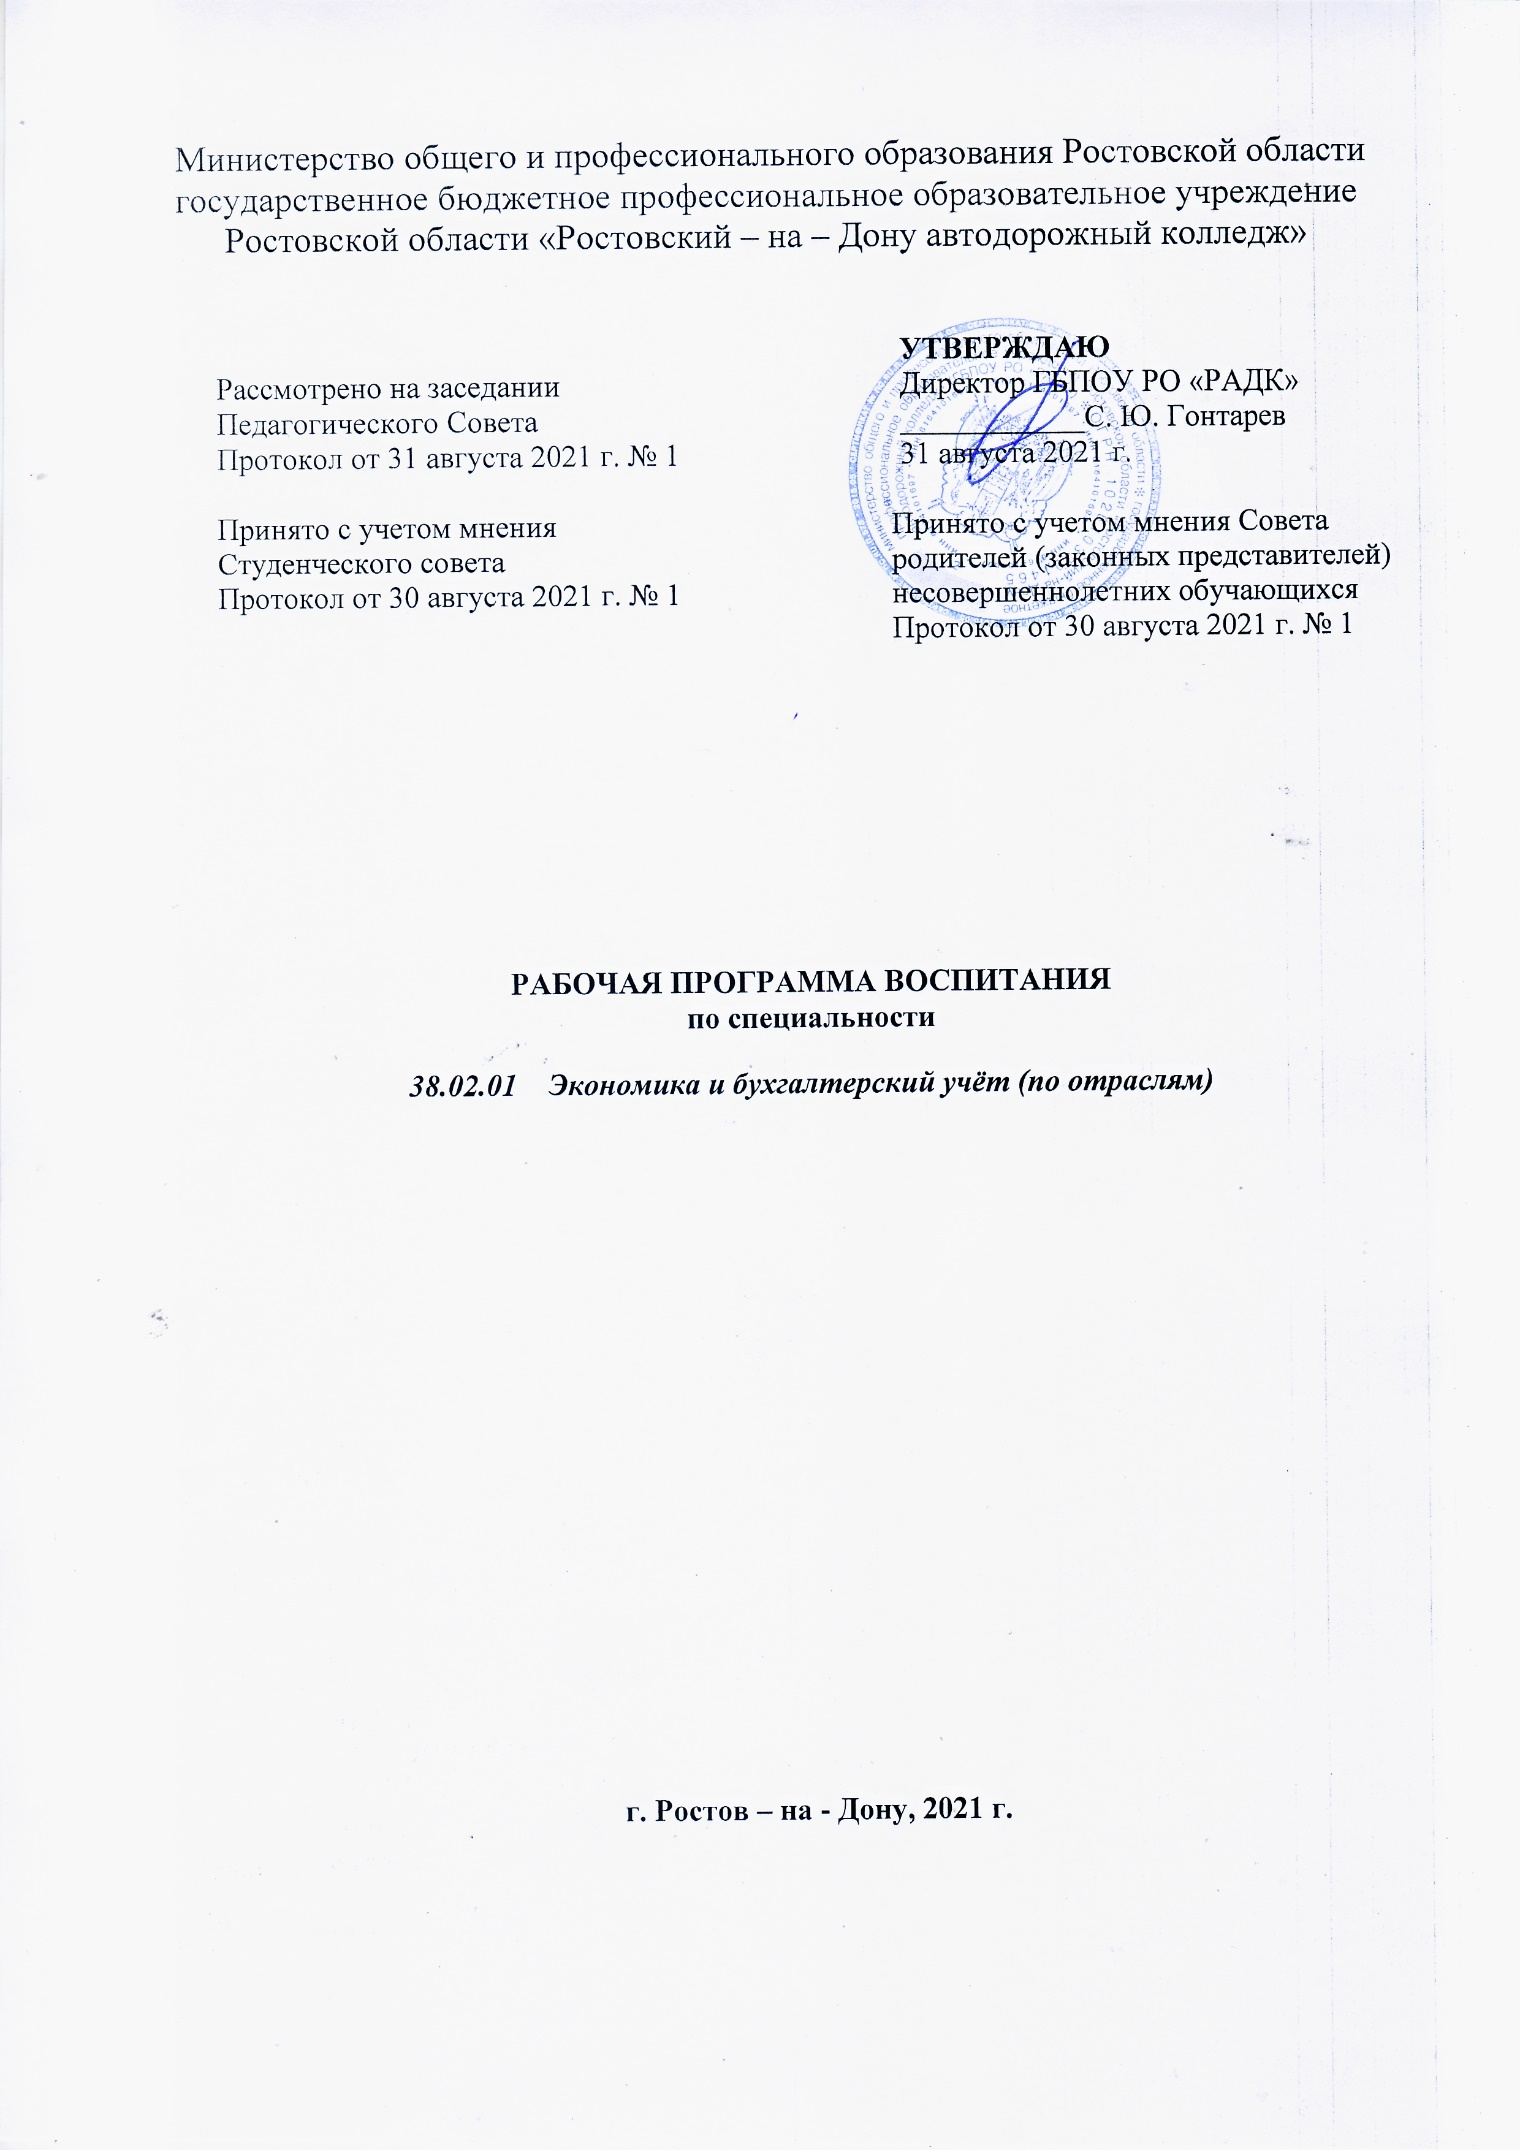 Министерство общего и профессионального образования Ростовской области
государственное бюджетное профессиональное образовательное учреждение
Ростовской области «Ростовский – на – Дону автодорожный колледж»
Рассмотрено на заседании
Педагогического Совета
Протокол от 31 августа 2021 г. № 1
УТВЕРЖДАЮ
Директор ГБПОУ РО «РАДК»
_____________С. Ю. Гонтарев
31 августа 2021 г.
Принято с учетом мнения
Студенческого совета
Протокол от 30 августа 2021 г. № 1
Принято с учетом мнения Совета
родителей (законных представителей)
несовершеннолетних обучающихся
Протокол от 30 августа 2021 г. № 1
РАБОЧАЯ ПРОГРАММА ВОСПИТАНИЯ
по специальности
38.02.01 Экономика и бухгалтерский учёт (по отраслям)
г. Ростов – на - Дону, 2021 г.